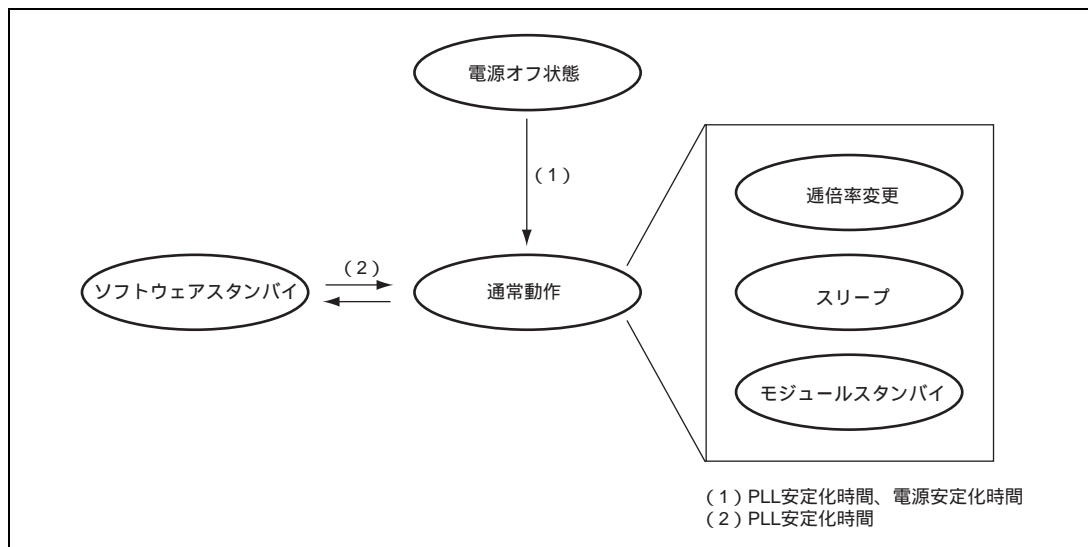 電源オフ状態
(1)
逓倍率変更
ソフトウェアスタンバイ
(2)
通常動作
スリープ
モジュールスタンバイ
(1)PLL安定化時間、電源安定化時間
(2)PLL安定化時間